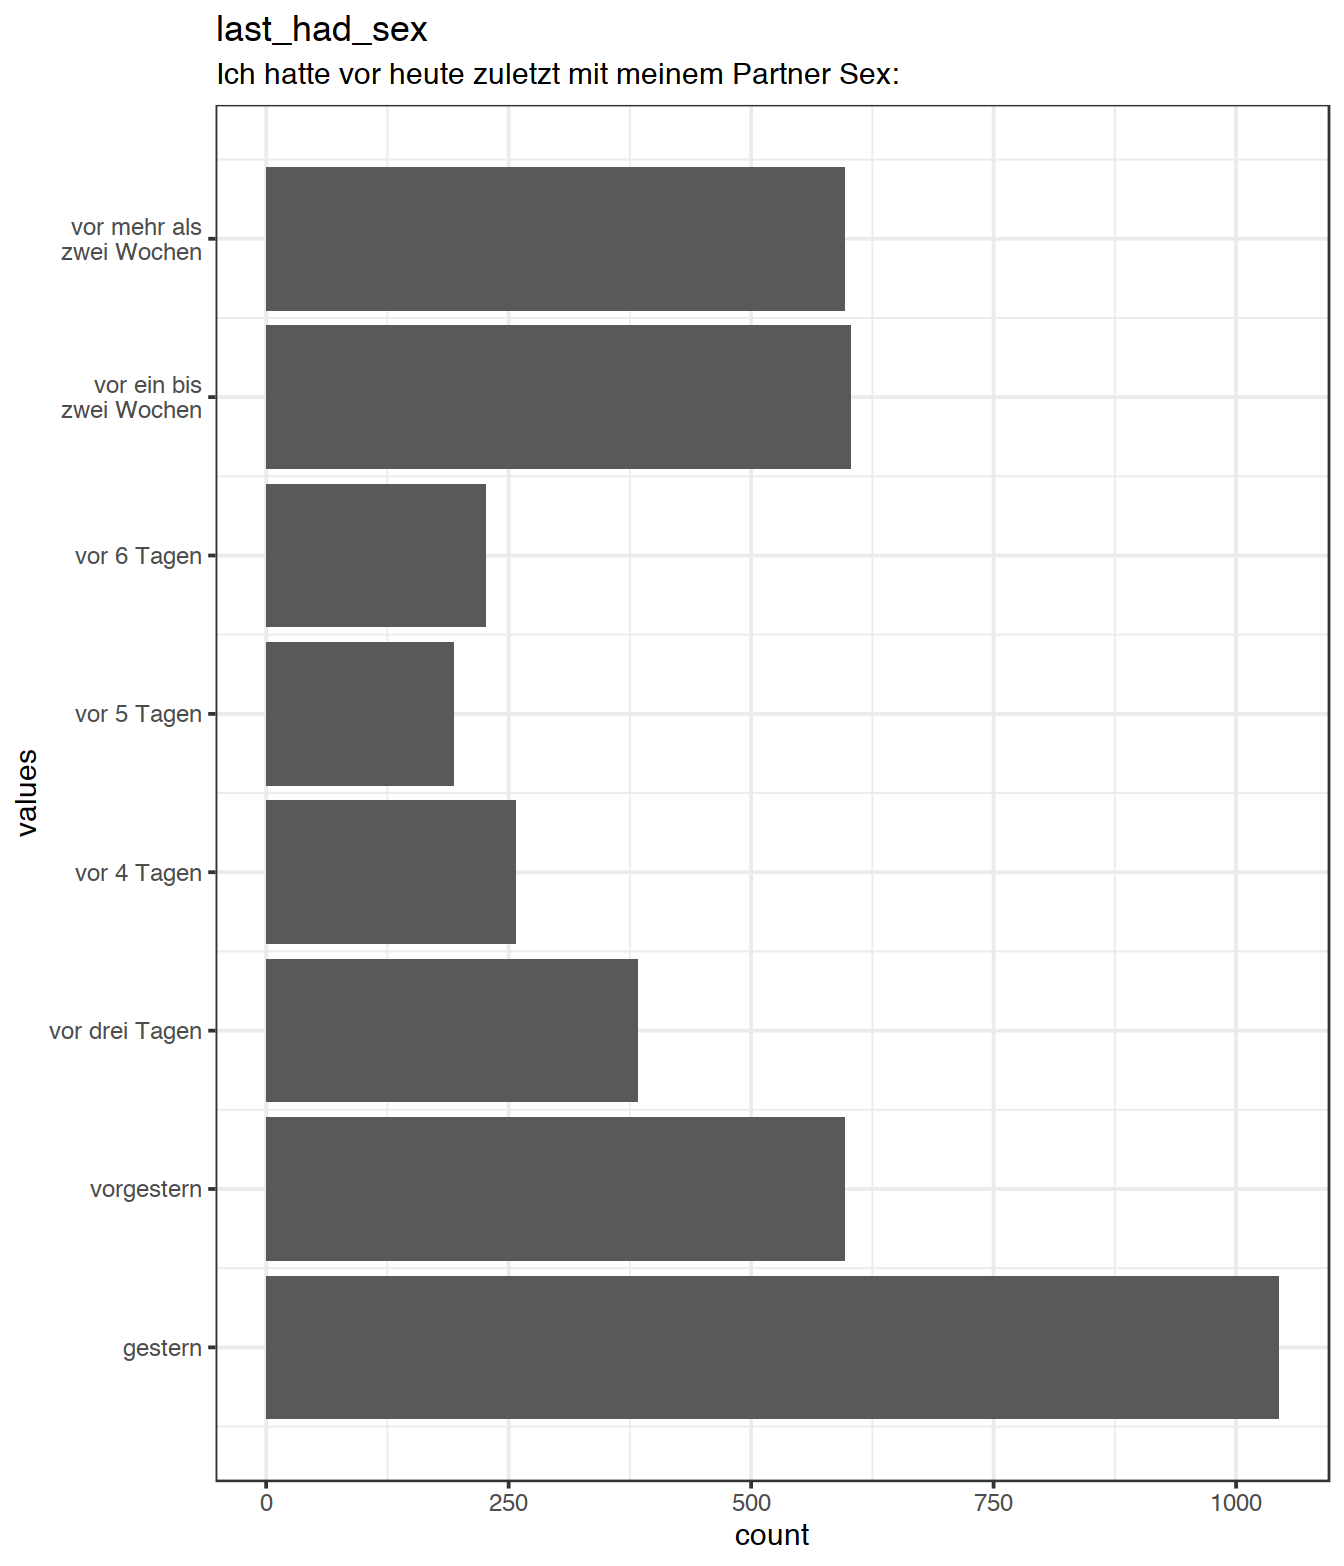 last_had_sex
Ich hatte vor heute zuletzt mit meinem Partner Sex:
vor mehr als
zwei Wochen
vor ein bis
zwei Wochen
vor 6 Tagen
vor 5 Tagen
vor 4 Tagen
vor drei Tagen
vorgestern
gestern
values
0 250 500 750 1000
count